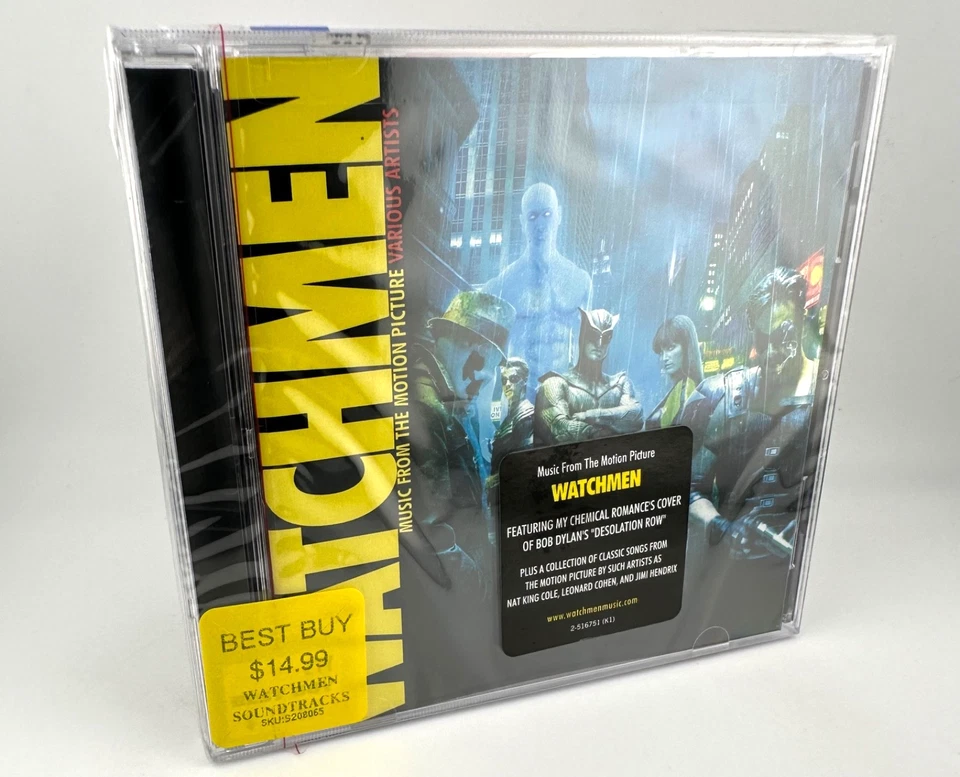 WATCHMEN
MUSIC FROM THE MOTION PICTURE VARIOUS ARTISTS
Music From The Motion Picture
WATCHMEN
FEATURING MY CHEMICAL ROMANCE'S COVER
OF BOB DYLAN'S "DESOLATION ROW"
PLUS A COLLECTION OF CLASSIC SONGS FROM
THE MOTION PICTURE BY SUCH ARTISTS AS
NAT KING COLE, LEONARD COHEN, AND JIMI HENDRIX
www.watchmenmusic.com
2-516751 (K1)
BEST BUY
$14.99
WATCHMEN
SOUNDTRACKS
SKU:9208065